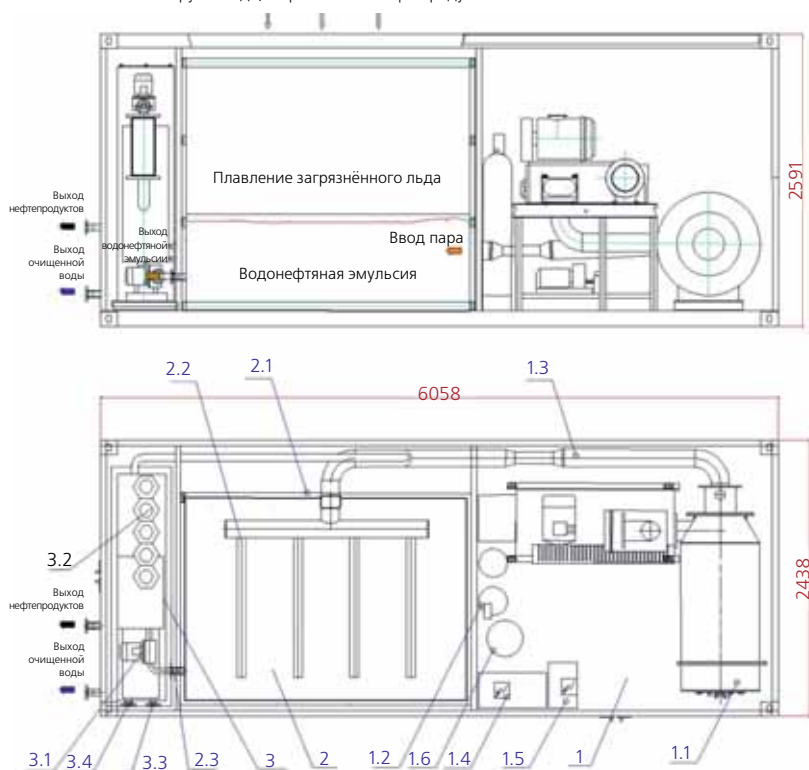 Плавление загрязнённого льда
Выход
нефтепродуктов
Выход
водонефтяной
эмульсии
Ввод пара
Выход
очищенной
воды
Водонефтяная эмульсия
2591
2.2
2.1
1.3
6058
3.2
Выход
нефтепродуктов
Выход
очищенной
воды
2438
3.1
3.4
3.3
2.3
3
2
1.2
1.6
1.4
1.5
1
1.1